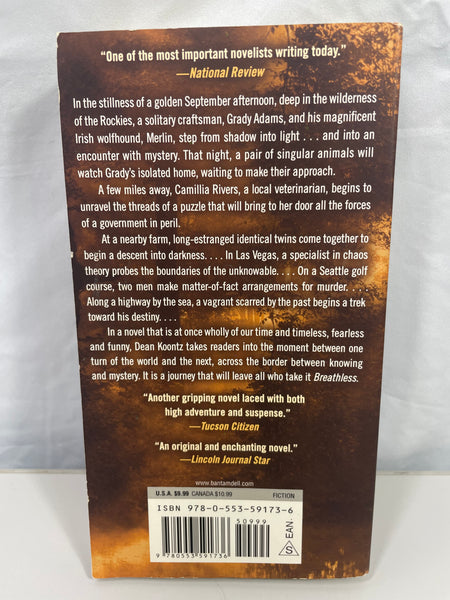 “One of the most important novelists writing today.”
—National Review
In the stillness of a golden September afternoon, deep in the wilderness
of the Rockies, a solitary craftsman, Grady Adams, and his magnificent
Irish wolfhound, Merlin, step from shadow into light . . . and into an
encounter with mystery. That night, a pair of singular animals will
watch Grady’s isolated home, waiting to make their approach.
A few miles away, Camillia Rivers, a local veterinarian, begins to
unravel the threads of a puzzle that will bring to her door all the forces
of a government in peril.
At a nearby farm, long-estranged identical twins come together to
begin a descent into darkness. . . . In Las Vegas, a specialist in chaos
theory probes the boundaries of the unknowable. . . . On a Seattle golf
course, two men make matter-of-fact arrangements for murder. . . .
Along a highway by the sea, a vagrant scarred by the past begins a trek
toward his destiny. . . .
In a novel that is at once wholly of our time and timeless, fearless
and funny, Dean Koontz takes readers into the moment between one
turn of the world and the next, across the border between knowing
and mystery. It is a journey that will leave all who take it Breathless.
“Another gripping novel laced with both
high adventure and suspense.”
—Tucson Citizen
“An original and enchanting novel.”
—Lincoln Journal Star
www.bantamdell.com
U.S.A. $9.99 CANADA $10.99 FICTION
ISBN 978-0-553-59173-6
50999
9 780553 591736
S EAN